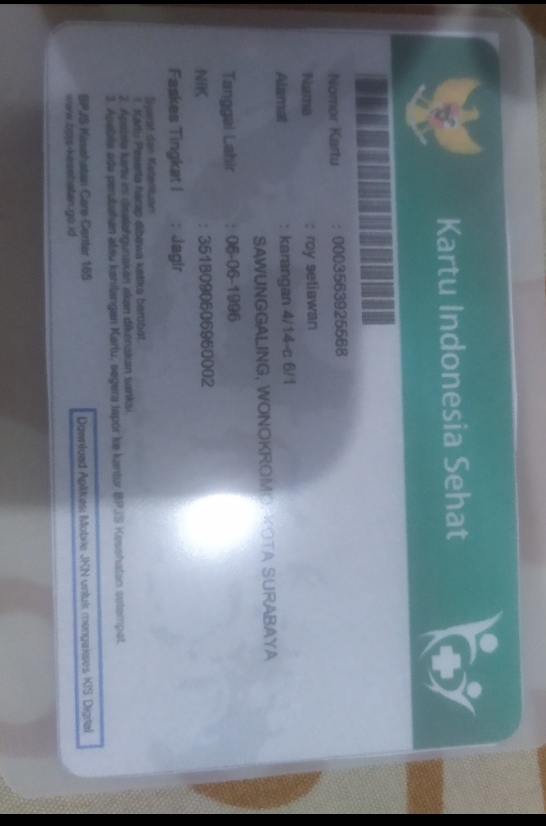 Kartu Indonesia Sehat
Nomor Kartu : 0003563925568
Nama : roy setiawan
Alamat : karangan 4/14-c 6/1
SAWUNGGALING, WONOKROMO KOTA SURABAYA
Tanggal Lahir : 06-06-1996
NIK : 3518090606960002
Faskes Tingkat I : Jagir
Syarat dan Ketentuan
1. Kartu Peserta harap dibawa ketika berobat
2. Apabila kartu ini disalahgunakan akan dikenakan sanksi.
3. Apabila ada perubahan atau kehilangan Kartu, segera lapor ke kantor BPJS Kesehatan setempat.
BPJS Kesehatan Care Center 165
www.bpjs-kesehatan.go.id
Download Aplikasi Mobile JKN untuk mengakses KIS Digital